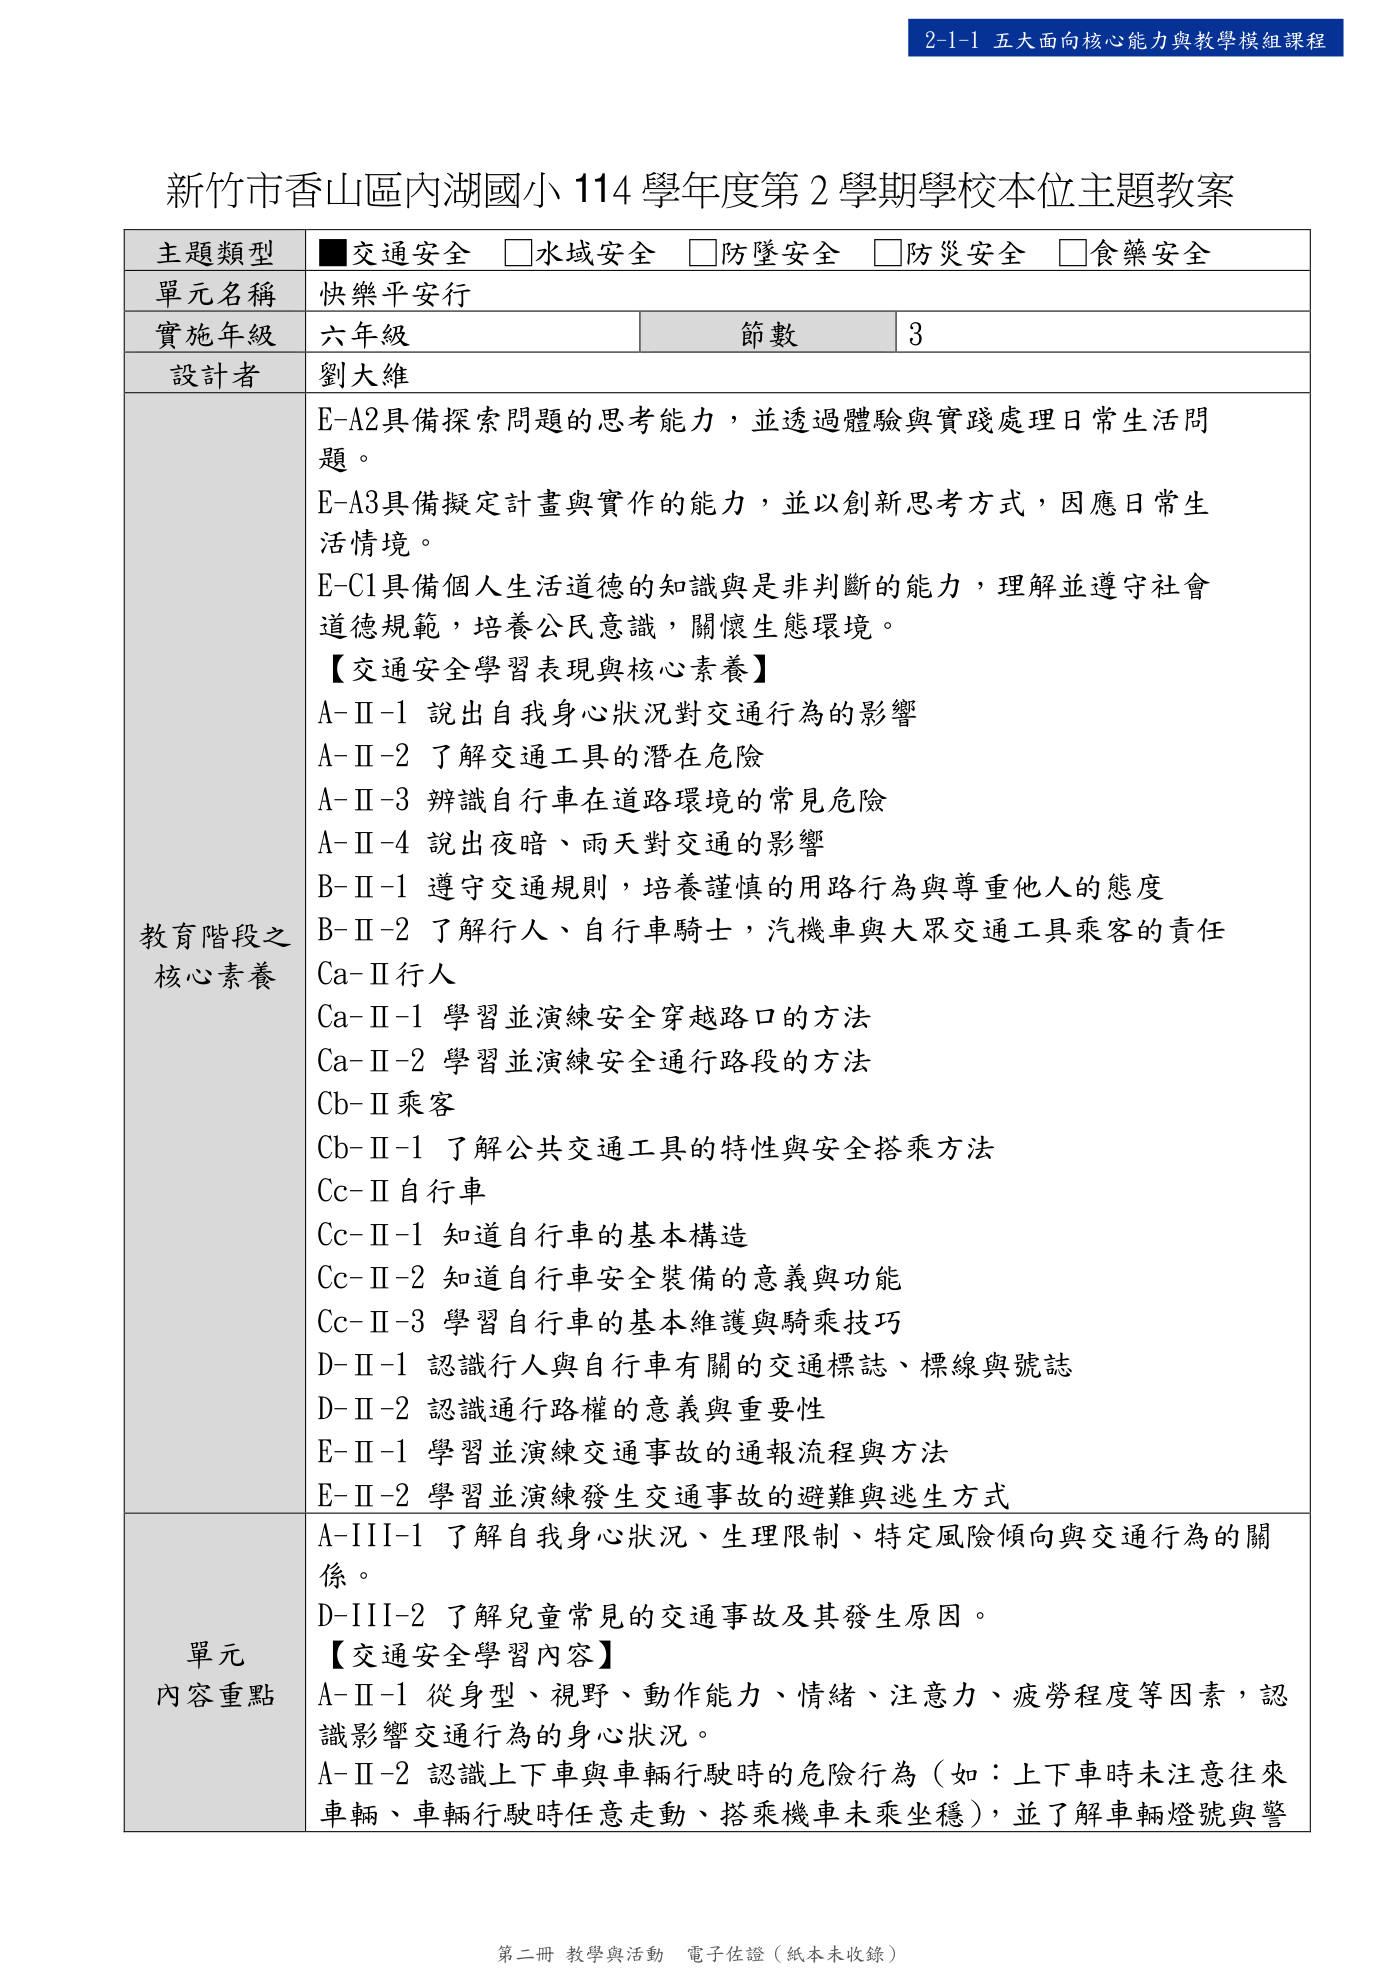 2-1-1 五大面向核心能力與教學模組課程
新竹市香山區內湖國小 114 學年度第 2 學期學校本位主題教案
主題類型 ■交通安全 □水域安全 □防墜安全 □防災安全 □食藥安全
單元名稱 快樂平安行
實施年級 六年級 節數 3
設計者 劉大維
教育階段之
核心素養
E-A2具備探索問題的思考能力，並透過體驗與實踐處理日常生活問
題。
E-A3具備擬定計畫與實作的能力，並以創新思考方式，因應日常生
活情境。
E-C1具備個人生活道德的知識與是非判斷的能力，理解並遵守社會
道德規範，培養公民意識，關懷生態環境。
【交通安全學習表現與核心素養】
A-Ⅱ-1 說出自我身心狀況對交通行為的影響
A-Ⅱ-2 了解交通工具的潛在危險
A-Ⅱ-3 辨識自行車在道路環境的常見危險
A-Ⅱ-4 說出夜暗、雨天對交通的影響
B-Ⅱ-1 遵守交通規則，培養謹慎的用路行為與尊重他人的態度
B-Ⅱ-2 了解行人、自行車騎士，汽機車與大眾交通工具乘客的責任
Ca-Ⅱ行人
Ca-Ⅱ-1 學習並演練安全穿越路口的方法
Ca-Ⅱ-2 學習並演練安全通行路段的方法
Cb-Ⅱ乘客
Cb-Ⅱ-1 了解公共交通工具的特性與安全搭乘方法
Cc-Ⅱ自行車
Cc-Ⅱ-1 知道自行車的基本構造
Cc-Ⅱ-2 知道自行車安全裝備的意義與功能
Cc-Ⅱ-3 學習自行車的基本維護與騎乘技巧
D-Ⅱ-1 認識行人與自行車有關的交通標誌、標線與號誌
D-Ⅱ-2 認識通行路權的意義與重要性
E-Ⅱ-1 學習並演練交通事故的通報流程與方法
E-Ⅱ-2 學習並演練發生交通事故的避難與逃生方式
單元
內容重點
A-III-1 了解自我身心狀況、生理限制、特定風險傾向與交通行為的關
係。
D-III-2 了解兒童常見的交通事故及其發生原因。
【交通安全學習內容】
A-Ⅱ-1 從身型、視野、動作能力、情緒、注意力、疲勞程度等因素，認
識影響交通行為的身心狀況。
A-Ⅱ-2 認識上下車與車輛行駛時的危險行為（如：上下車時未注意往來
車輛、車輛行駛時任意走動、搭乘機車未乘坐穩），並了解車輛燈號與警
第二冊 教學與活動 電子佐證（紙本未收錄）